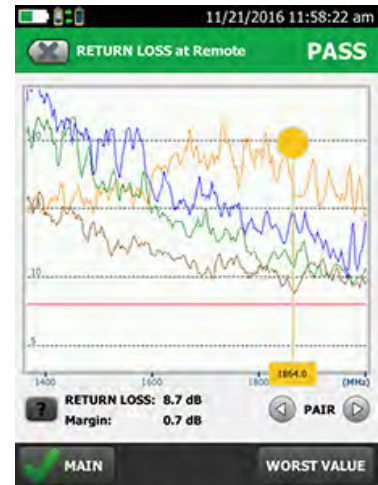 11/21/2016 11:58:22 am
RETURN LOSS at Remote PASS
15
10
5
1400 1600 1800 1864.0 (MHz)
? RETURN LOSS: 8.7 dB
Margin: 0.7 dB
PAIR
MAIN WORST VALUE